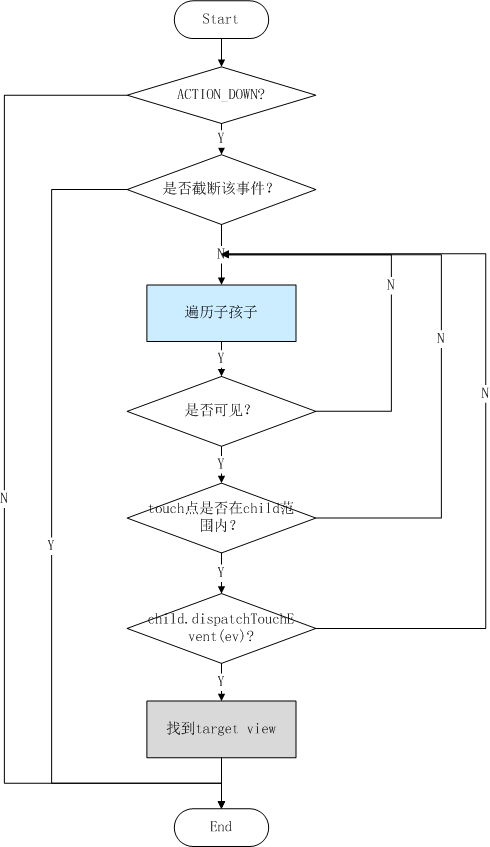 Start
ACTION_DOWN?
Y
是否截断该事件?
N
遍历子孩子
N
Y
N
是否可见?
N
Y
N
touch点是否在child范
围内?
Y
Y
child.dispatchTouchE
vent(ev)?
Y
找到target view
End